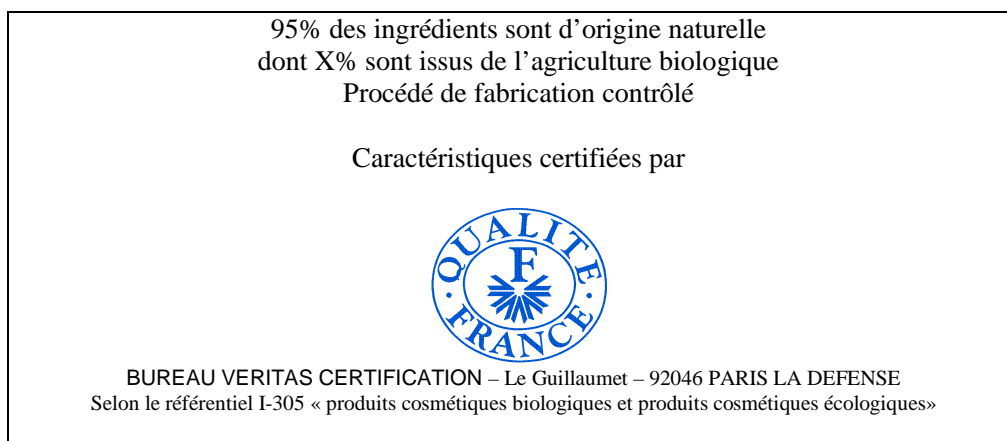 95% des ingrédients sont d’origine naturelle
dont X% sont issus de l’agriculture biologique
Procédé de fabrication contrôlé
Caractéristiques certifiées par
QUALITE
F
FRANCE
BUREAU VERITAS CERTIFICATION – Le Guillaumet – 92046 PARIS LA DEFENSE
Selon le référentiel I-305 « produits cosmétiques biologiques et produits cosmétiques écologiques»